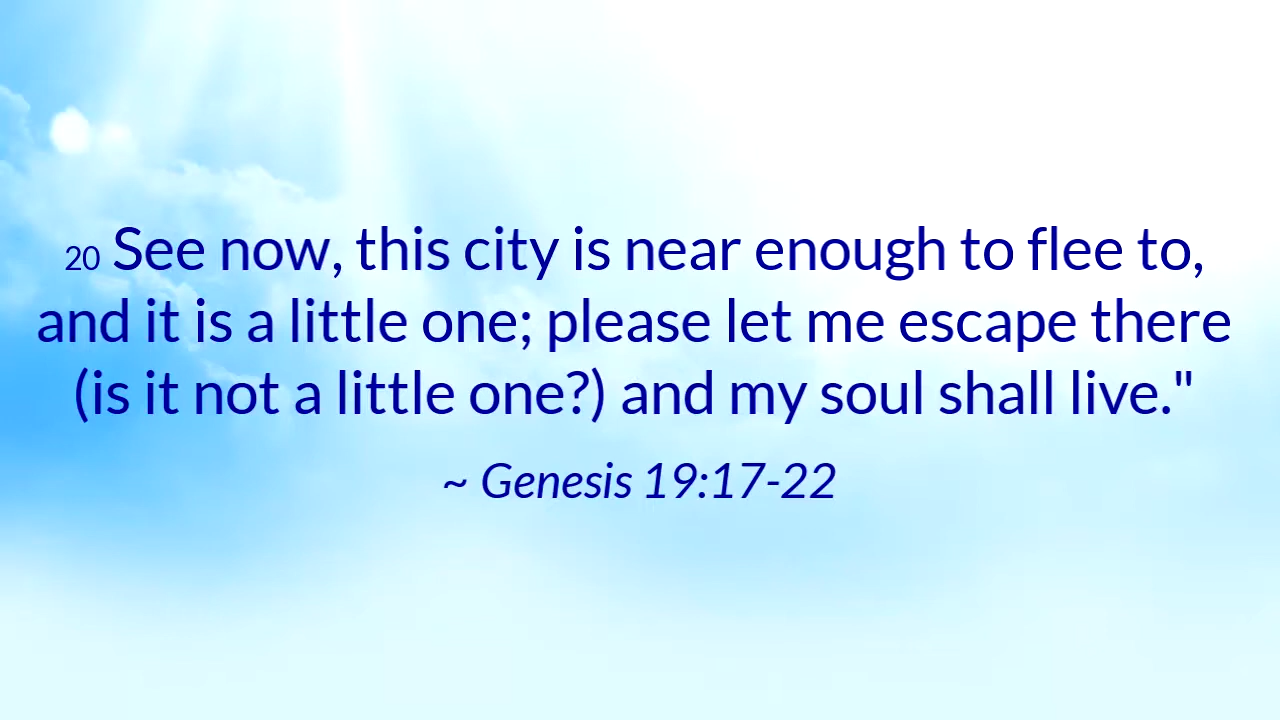 20 See now, this city is near enough to flee to,
and it is a little one; please let me escape there
(is it not a little one?) and my soul shall live."
~ Genesis 19:17-22